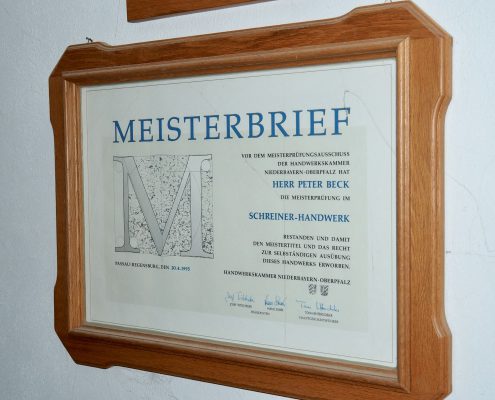 MEISTERBRIEF
VOR DEM MEISTERPRÜFUNGSAUSSCHUSS
DER HANDWERKSKAMMER
NIEDERBAYERN-OBERPFALZ HAT
HERR PETER BECK
DIE MEISTERPRÜFUNG IM
SCHREINER-HANDWERK
BESTANDEN UND DAMIT
DEN MEISTERTITEL UND DAS RECHT
ZUR SELBSTÄNDIGEN AUSÜBUNG
DIESES HANDWERKS ERWORBEN.
M
PASSAU/REGENSBURG, DEN 20.4.1995
HANDWERKSKAMMER NIEDERBAYERN-OBERPFALZ